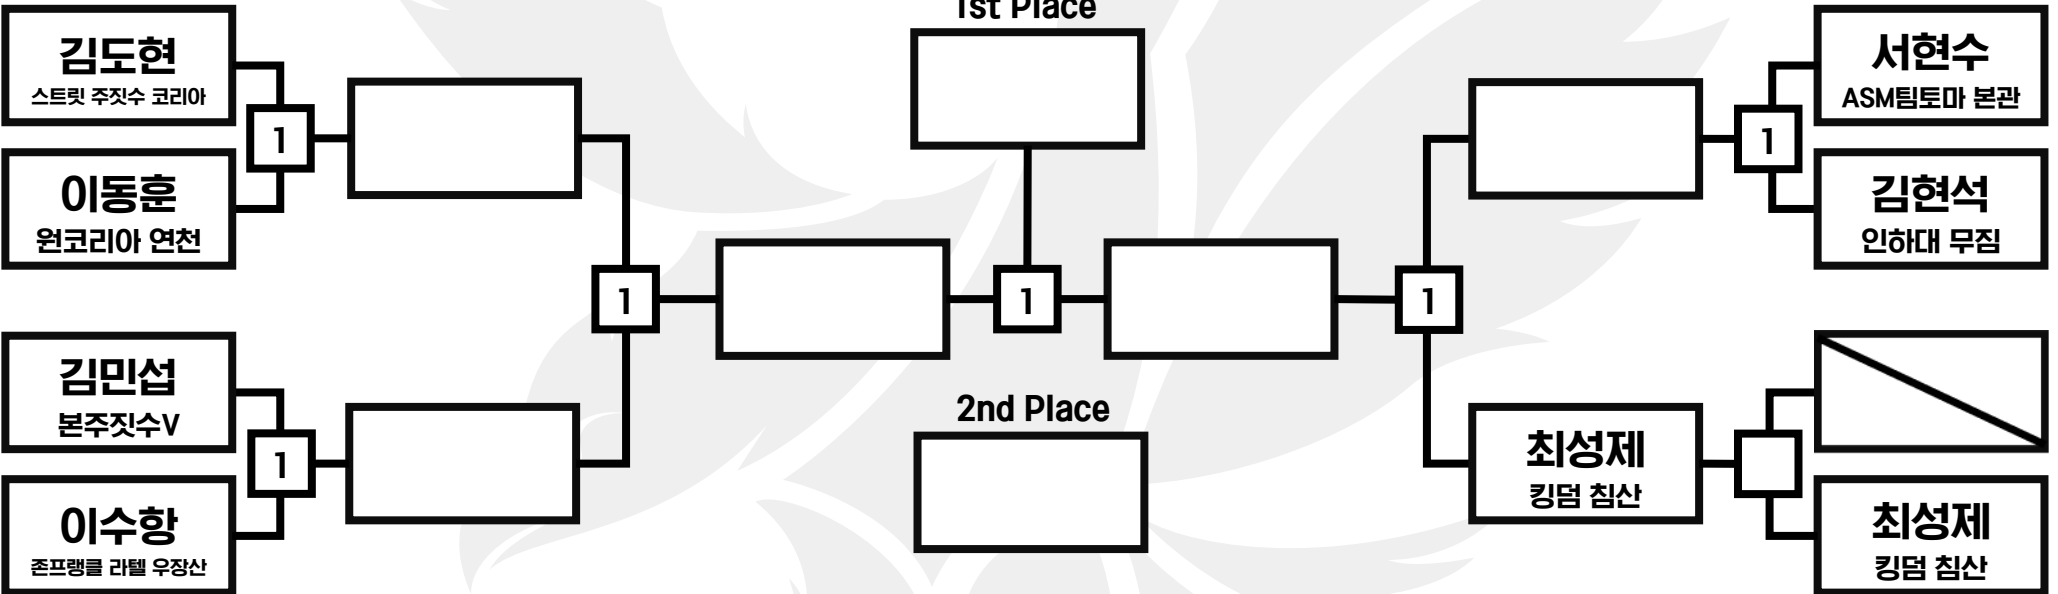 1st Place
김도현
스트릿 주짓수 코리아
1
이동훈
원코리아 연천
서현수
ASM팀토마 본관
1
김현석
인하대 무짐
1
1
1
김민섭
본주짓수V
1
이수항
존프랭클 라텔 우장산
2nd Place
최성제
킹덤 침산
최성제
킹덤 침산